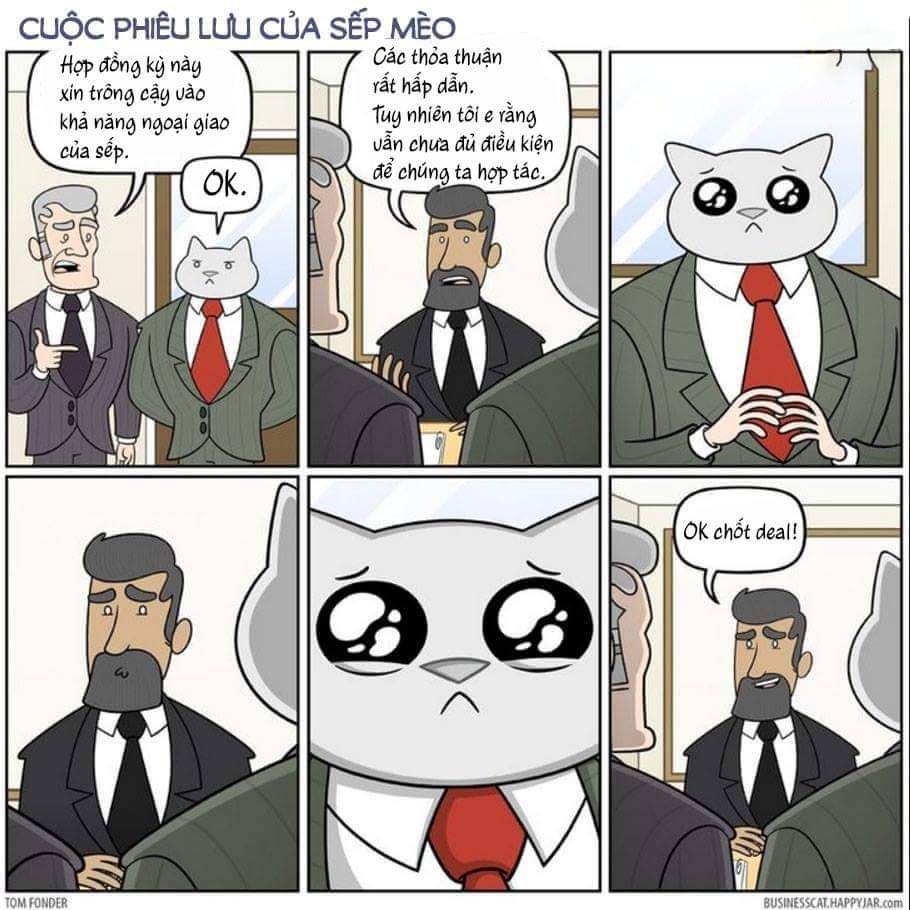 CUỘC PHIÊU LƯU CỦA SẾP MÈO
Hợp đồng kỳ này
xin trông cậy vào
khả năng ngoại giao
của sếp.
OK.
Các thỏa thuận
rất hấp dẫn.
Tuy nhiên tôi e rằng
vẫn chưa đủ điều kiện
để chúng ta hợp tác.
OK chốt deal!
TOM FONDER
BUSINESSCAT.HAPPYJAR.com